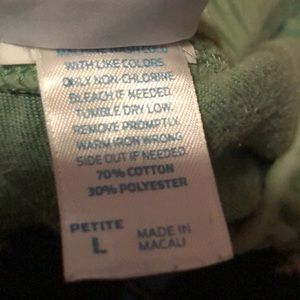 WITH LIKE COLORS.
ONLY NON-CHLORINE
BLEACH IF NEEDED.
TUMBLE DRY LOW.
REMOVE PROMPTLY.
WARM IRON WRONG
SIDE OUT IF NEEDED.
70% COTTON
30% POLYESTER
PETITE
L
MADE IN
MACAU